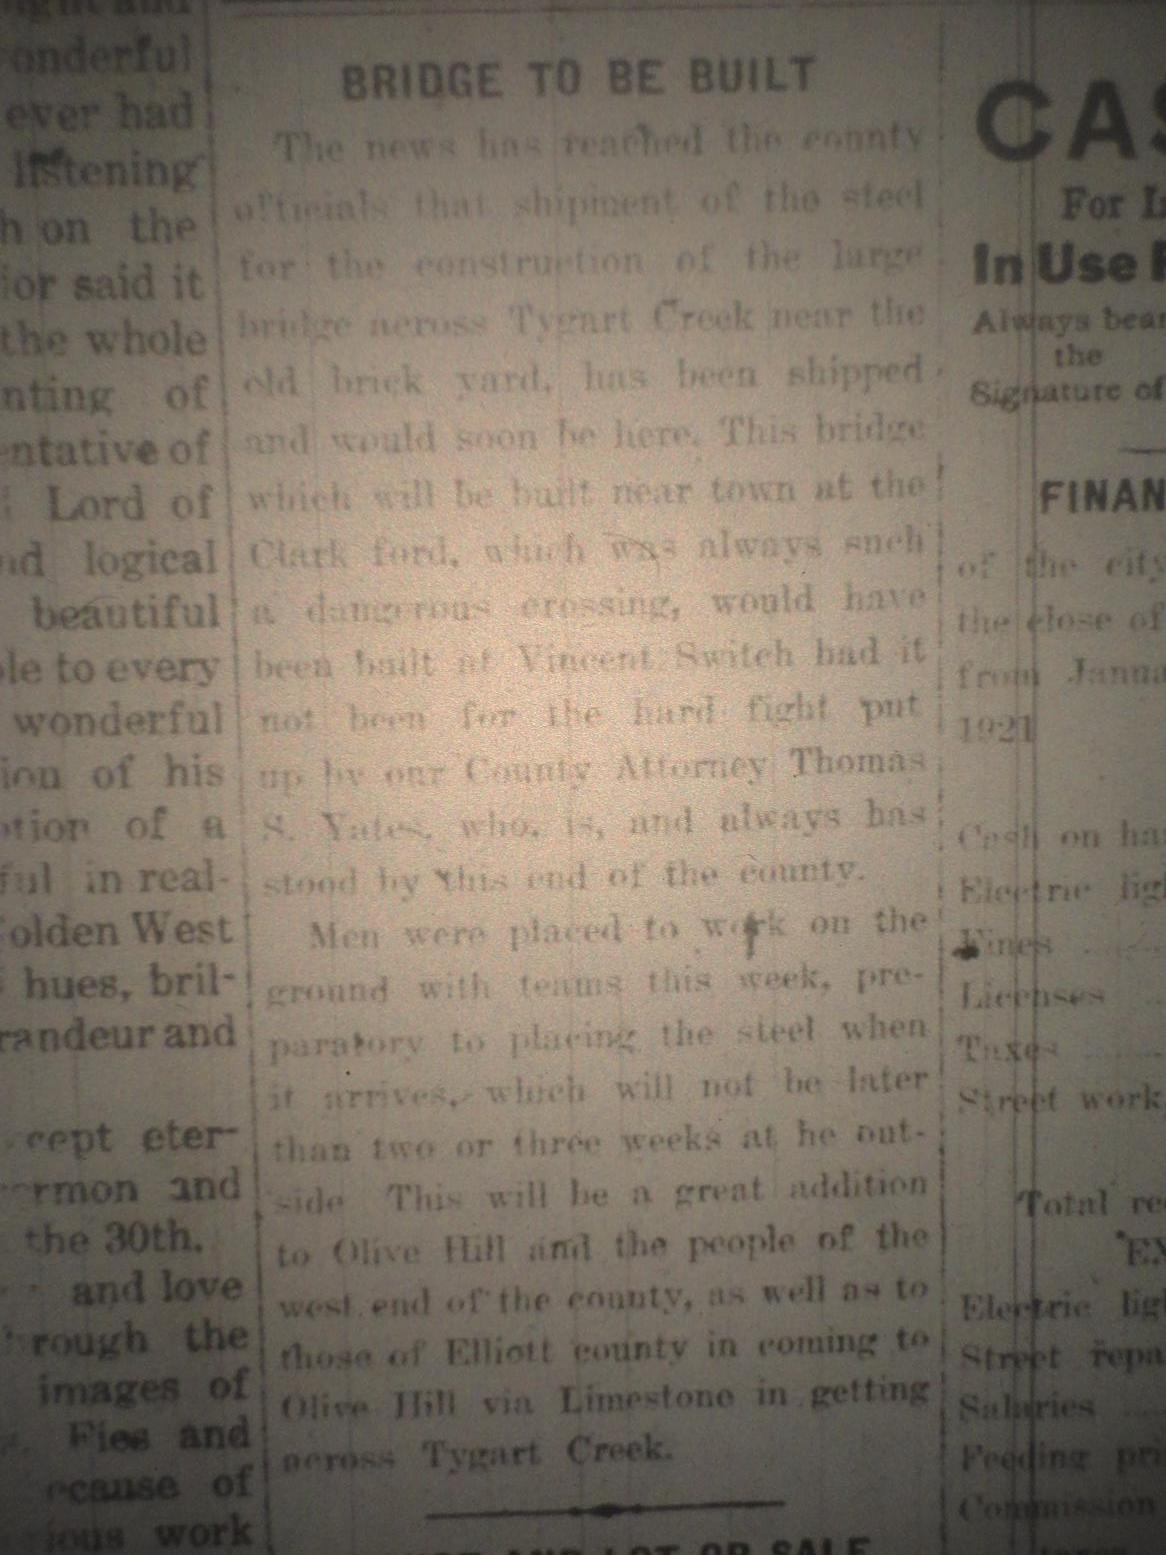 onderful
ever had
listening
h on the
ior said it
the whole
nting of
entative of
Lord of
nd logical
beautiful
ole to every
wonderful
ion of his
otion of a
ful in real-
olden West
hues, bril-
randeur and
cept eter-
ermon and
the 30th.
and love
rough the
images of
Fies and
ecause of
ious work
BRIDGE TO BE BUILT
The news has reached the county
officials that shipment of the steel
for the construction of the large
bridge across Tygart Creek near the
old brick yard, has been shipped
and would soon be here. This bridge
which will be built near town at the
Clark ford, which was always such
a dangerous crossing, would have
been built at Vincent Switch had it
not been for the hard fight put
up by our County Attorney Thomas
S. Yates, who, is, and always has
stood by this end of the county.
Men were placed to work on the
ground with teams this week, pre-
paratory to placing the steel when
it arrives, which will not be later
than two or three weeks at he out-
side This will be a great addition
to Olive Hill and the people of the
west end of the county, as well as to
those of Elliott county in coming to
Olive Hill via Limestone in getting
across Tygart Creek.
AND LOT OR SALE
CAS
For I
In Use
Always bear
the
Signature of
FINAN
of the city
the close of
from Janua
1921
Cash on ha
Electric lig
Fines
Licenses
Taxes
Street work
Total re
EX
Electric lig
Street repa
Salaries
Feeding pri
Commission